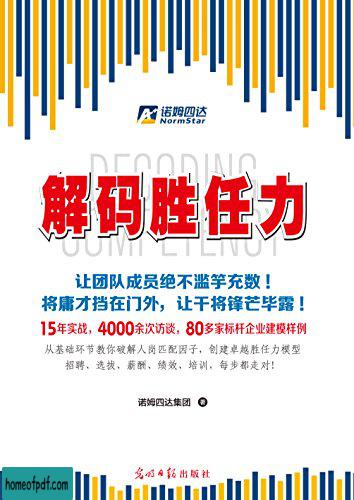 诺姆四达
NormStar
DECODING
解码胜任力
COMPETENCY
让团队成员绝不滥竽充数！
将庸才挡在门外，让干将锋芒毕露！
15年实战，4000余次访谈，80多家标杆企业建模样例
从基础环节教你破解人岗匹配因子，创建卓越胜任力模型
招聘、选拔、薪酬、绩效、培训，每步都走对！
诺姆四达集团 著
光明日报出版社
homeofpdf.com